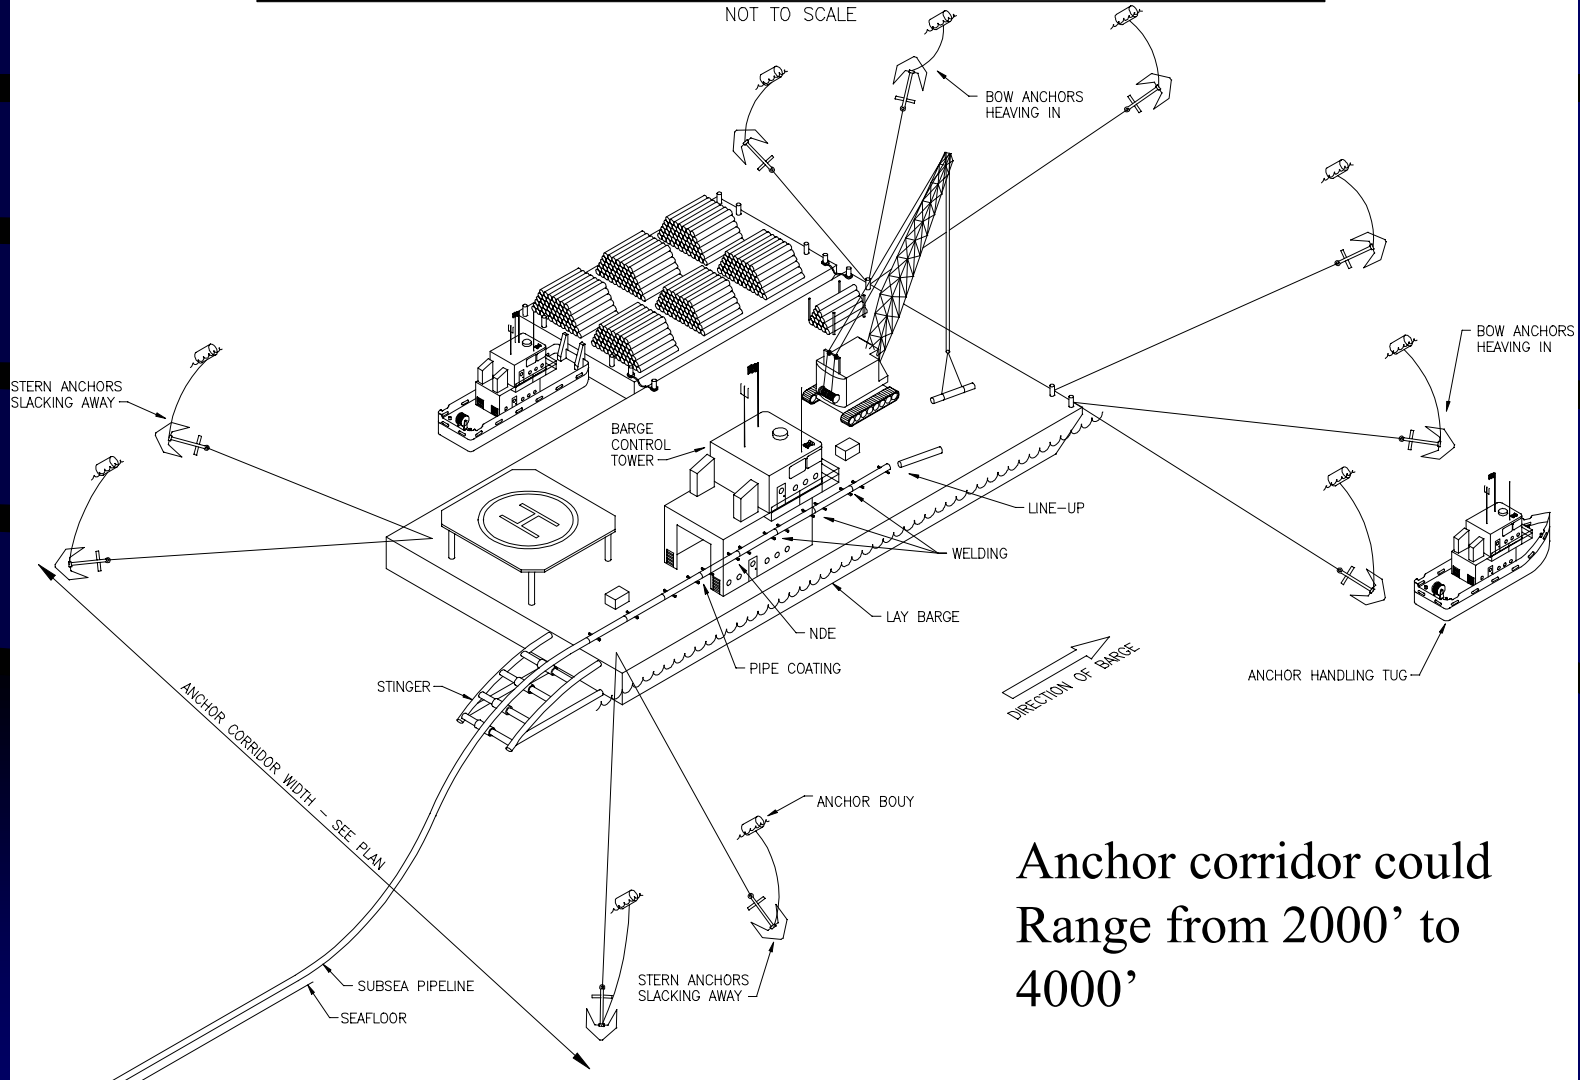 NOT TO SCALE
BOW ANCHORS
HEAVING IN
BOW ANCHORS
HEAVING IN
STERN ANCHORS
SLACKING AWAY
BARGE
CONTROL
TOWER
H
LINE-UP
WELDING
LAY BARGE
NDE
PIPE COATING
STINGER
DIRECTION OF BARGE
ANCHOR HANDLING TUG
ANCHOR CORRIDOR WIDTH - SEE PLAN
ANCHOR BOUY
Anchor corridor could
Range from 2000’ to
4000’
STERN ANCHORS
SLACKING AWAY
SUBSEA PIPELINE
SEAFLOOR